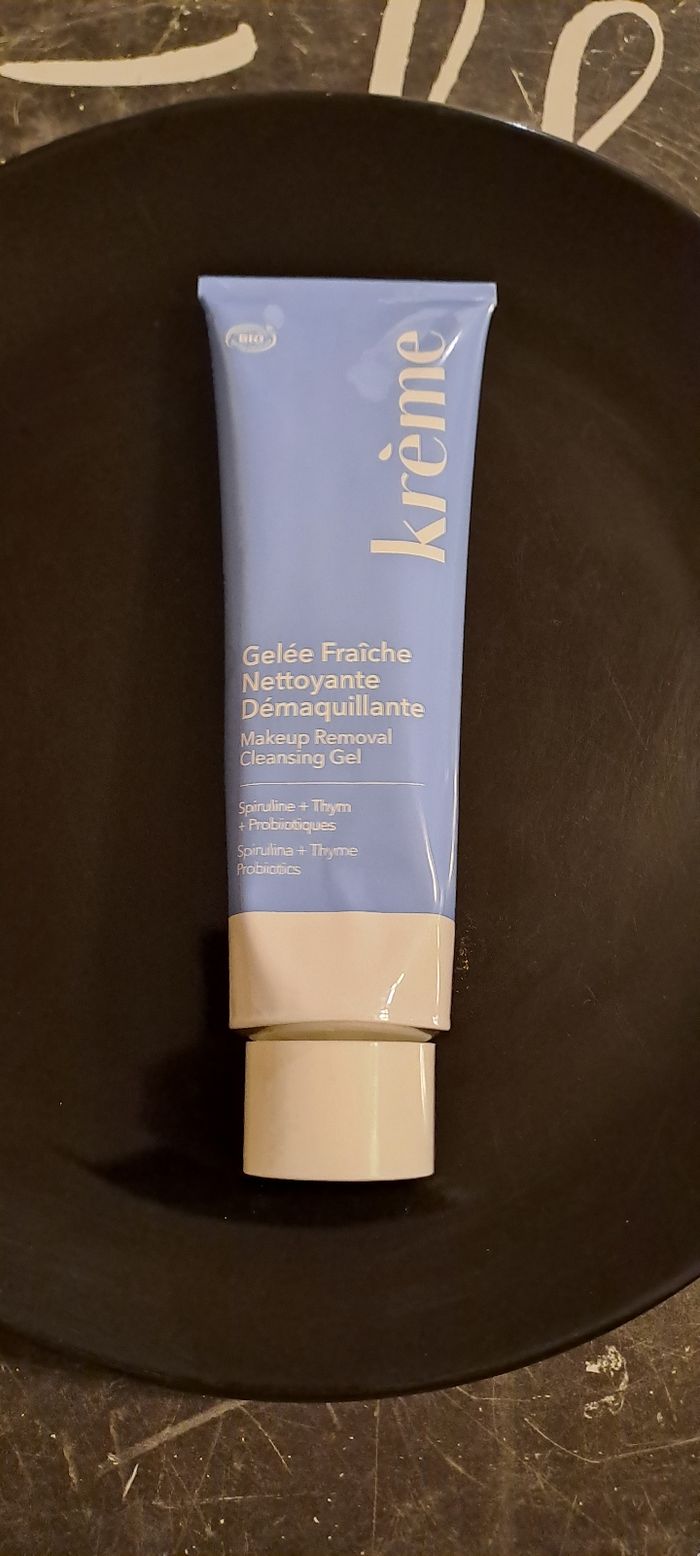 BIO
krème
Gelée Fraîche
Nettoyante
Démaquillante
Makeup Removal
Cleansing Gel
Spiruline + Thym
+ Probiotiques
Spirulina + Thyme
Probiotics